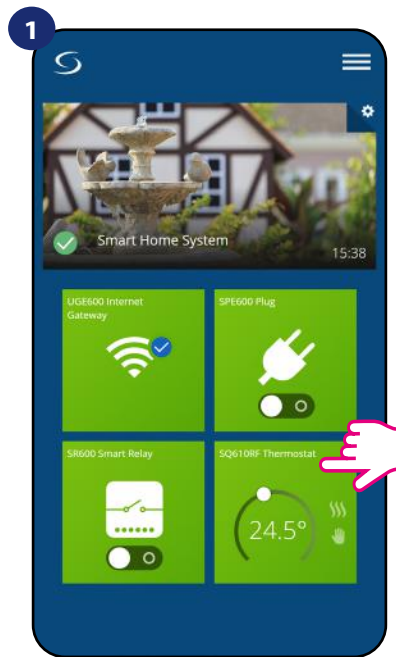 1
Smart Home System
15:38
UGE600 Internet
Gateway
SPE600 Plug
SR600 Smart Relay
SQ610RF Thermostat
24.5°